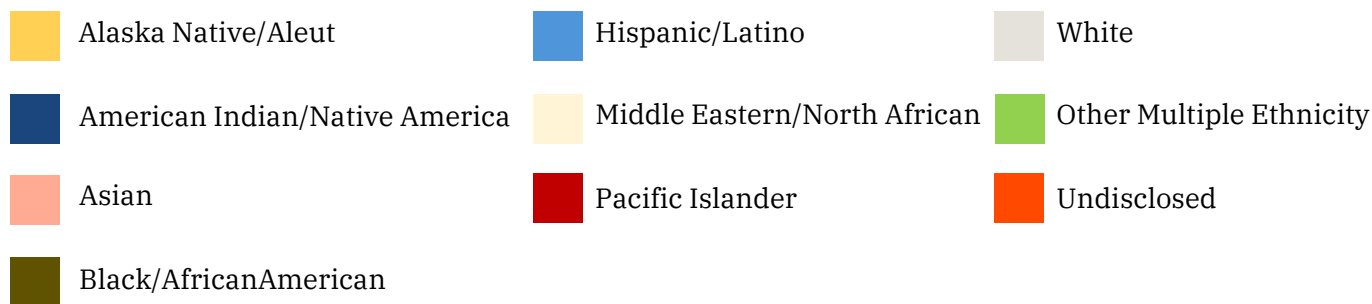 Alaska Native/Aleut
American Indian/Native America
Asian
Black/AfricanAmerican
Hispanic/Latino
Middle Eastern/North African
Pacific Islander
White
Other Multiple Ethnicity
Undisclosed